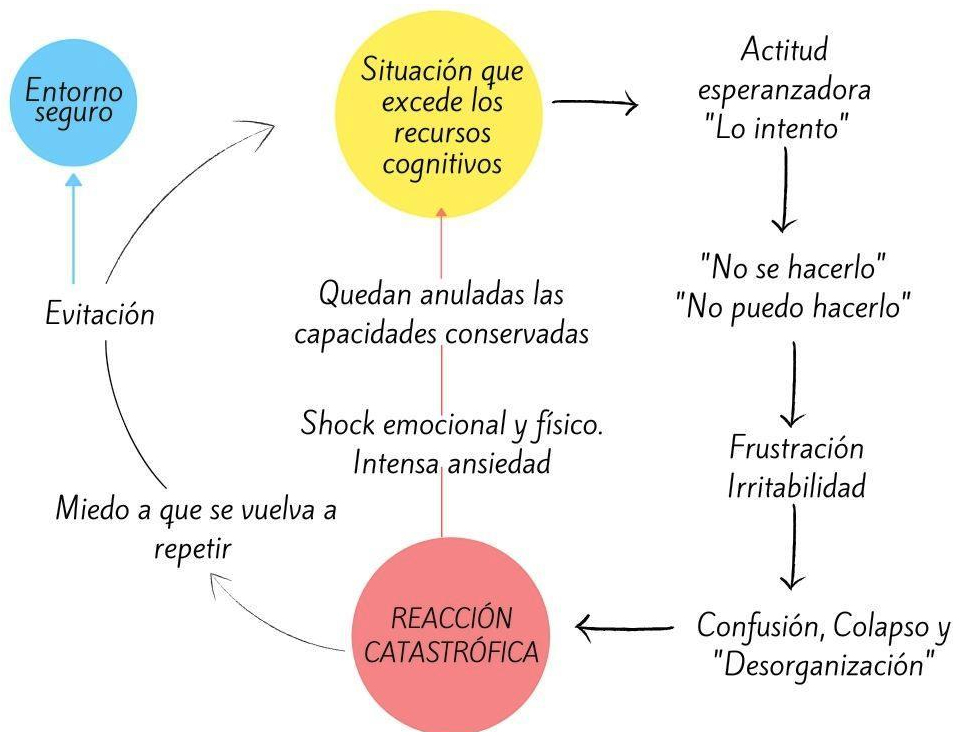 Entorno
seguro
Situación que
excede los
recursos
cognitivos
Actitud
esperanzadora
"Lo intento"
"No se hacerlo"
"No puedo hacerlo"
Frustración
Irritabilidad
Confusión, Colapso y
"Desorganización"
REACCIÓN
CATASTRÓFICA
Shock emocional y físico.
Intensa ansiedad
Quedan anuladas las
capacidades conservadas
Miedo a que se vuelva a
repetir
Evitación